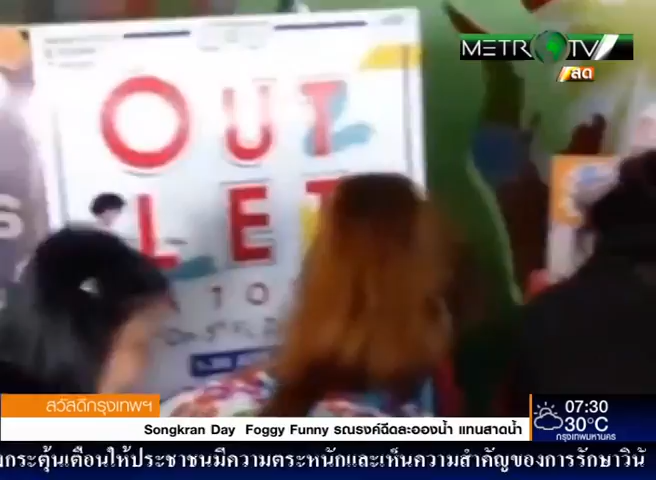 METRO TV
สด
OUT
LET
10
สวัสดีกรุงเทพฯ
Songkran Day Foggy Funny รณรงค์ฉีดละอองน้ำ แทนสาดน้ำ
07:30
30°C
กรุงเทพมหานคร
งกระตุ้นเตือนให้ประชาชนมีความตระหนักและเห็นความสำคัญของการรักษาวินั